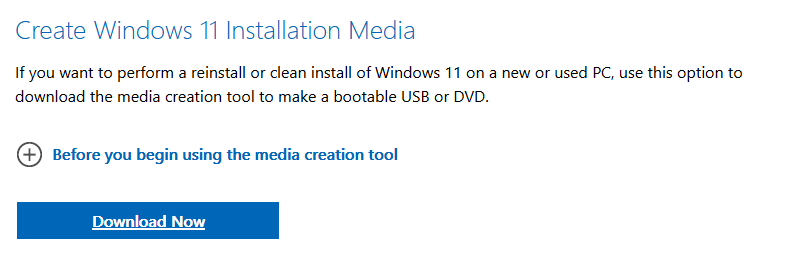 Create Windows 11 Installation Media
If you want to perform a reinstall or clean install of Windows 11 on a new or used PC, use this option to
download the media creation tool to make a bootable USB or DVD.
Before you begin using the media creation tool
Download Now